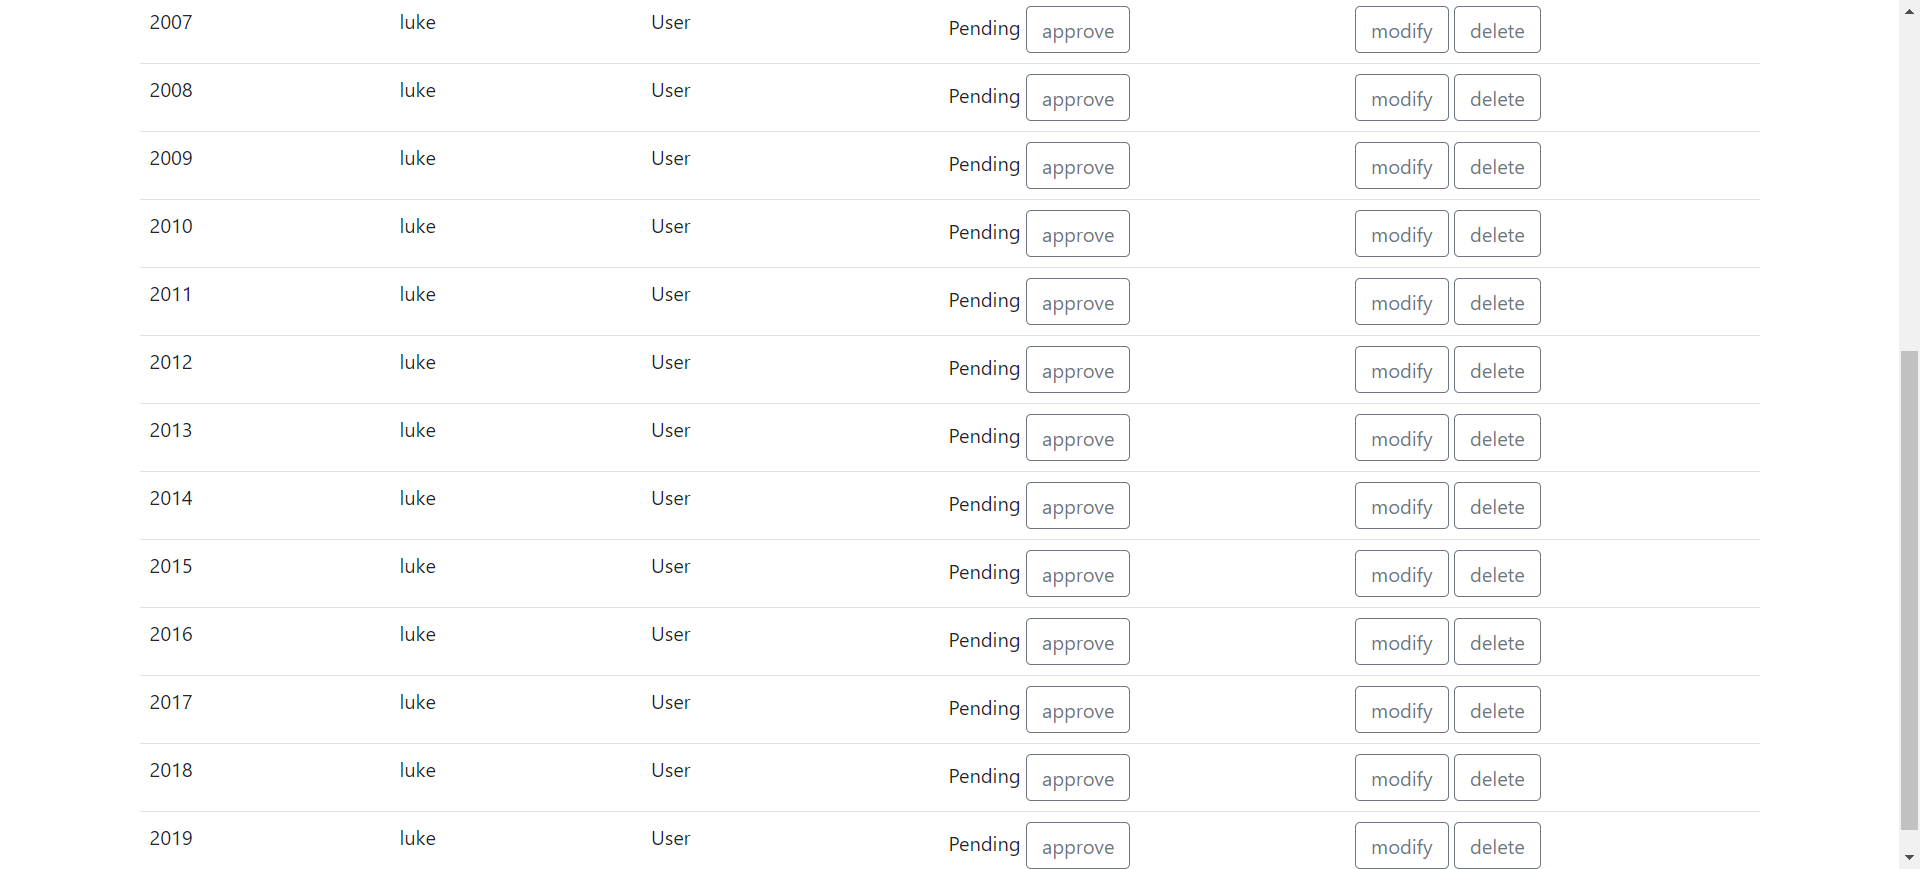 2007 luke User Pending approve modify delete
2008 luke User Pending approve modify delete
2009 luke User Pending approve modify delete
2010 luke User Pending approve modify delete
2011 luke User Pending approve modify delete
2012 luke User Pending approve modify delete
2013 luke User Pending approve modify delete
2014 luke User Pending approve modify delete
2015 luke User Pending approve modify delete
2016 luke User Pending approve modify delete
2017 luke User Pending approve modify delete
2018 luke User Pending approve modify delete
2019 luke User Pending approve modify delete